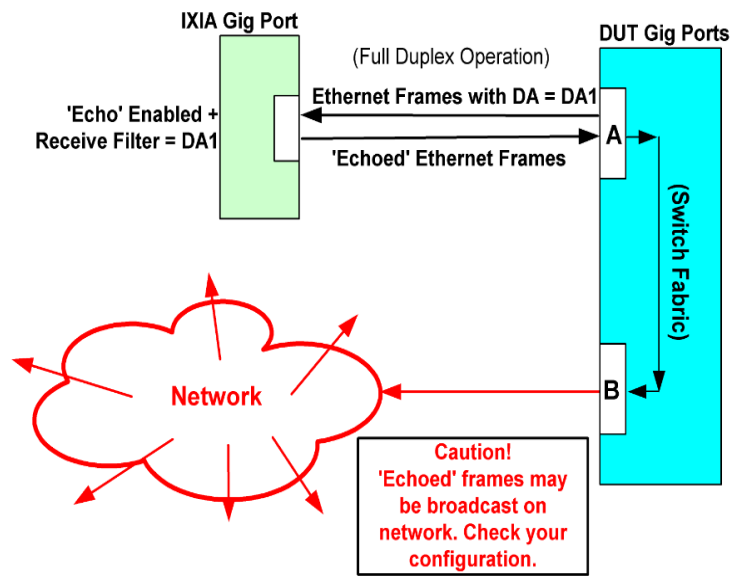 IXIA Gig Port
DUT Gig Ports
(Full Duplex Operation)
Ethernet Frames with DA = DA1
'Echo' Enabled +
Receive Filter = DA1
'Echoed' Ethernet Frames
A
(Switch Fabric)
B
Network
Caution!
'Echoed' frames may
be broadcast on
network. Check your
configuration.